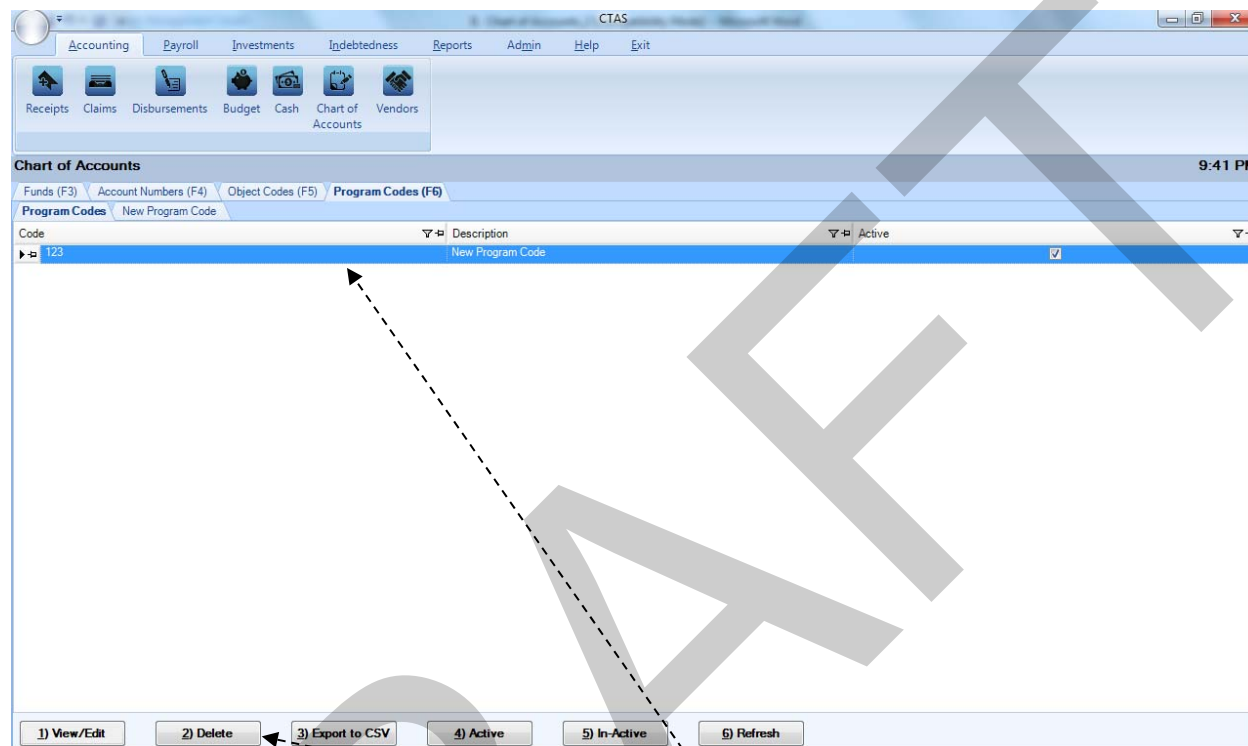 CTAS
Accounting Payroll Investments Indebtedness Reports Admin Help Exit
Receipts Claims Disbursements Budget Cash Chart of Accounts Vendors
Chart of Accounts 9:41 PM
Funds (F3) Account Numbers (F4) Object Codes (F5) Program Codes (F6)
Program Codes New Program Code
Code Description Active
123 New Program Code
1) View/Edit 2) Delete 3) Export to CSV 4) Active 5) In-Active 6) Refresh